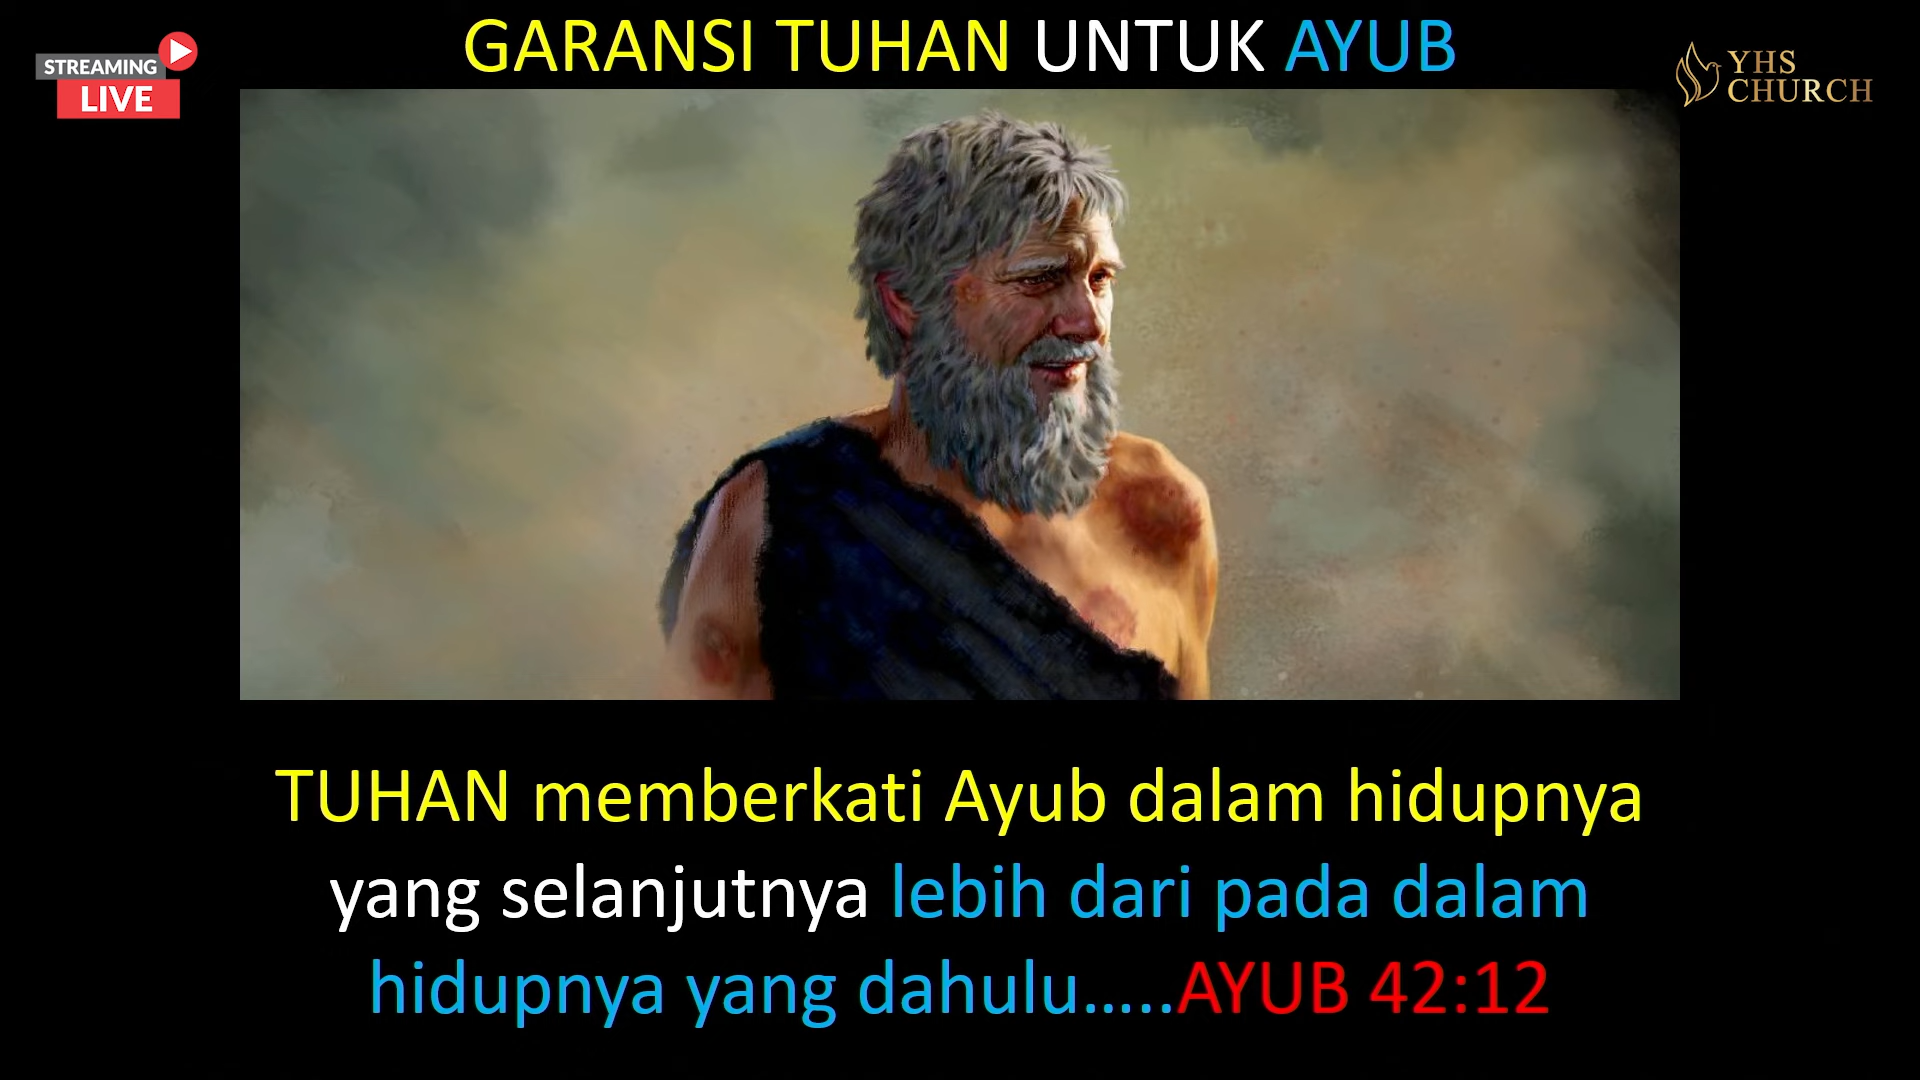 GARANSI TUHAN UNTUK AYUB
STREAMING
LIVE
YHS
CHURCH
TUHAN memberkati Ayub dalam hidupnya
yang selanjutnya lebih dari pada dalam
hidupnya yang dahulu.....AYUB 42:12